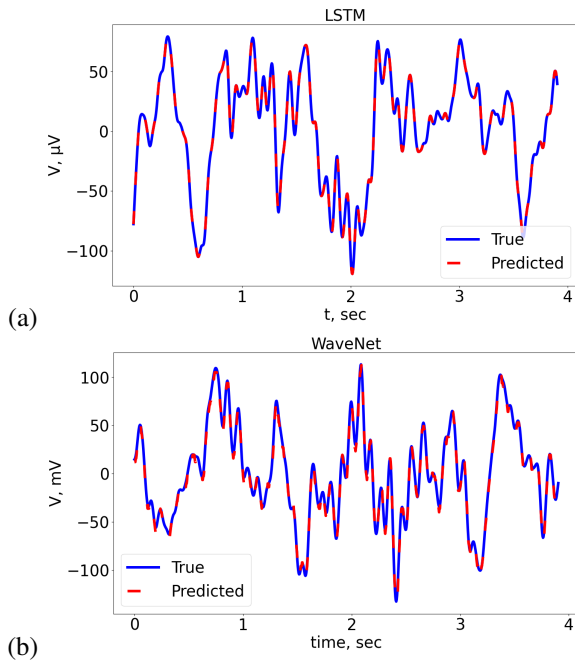 LSTM
V, μV
50
0
−50
−100
0 1 2 3 4
t, sec
True
Predicted
(a)
WaveNet
V, mV
100
50
0
−50
−100
0 1 2 3 4
time, sec
True
Predicted
(b)